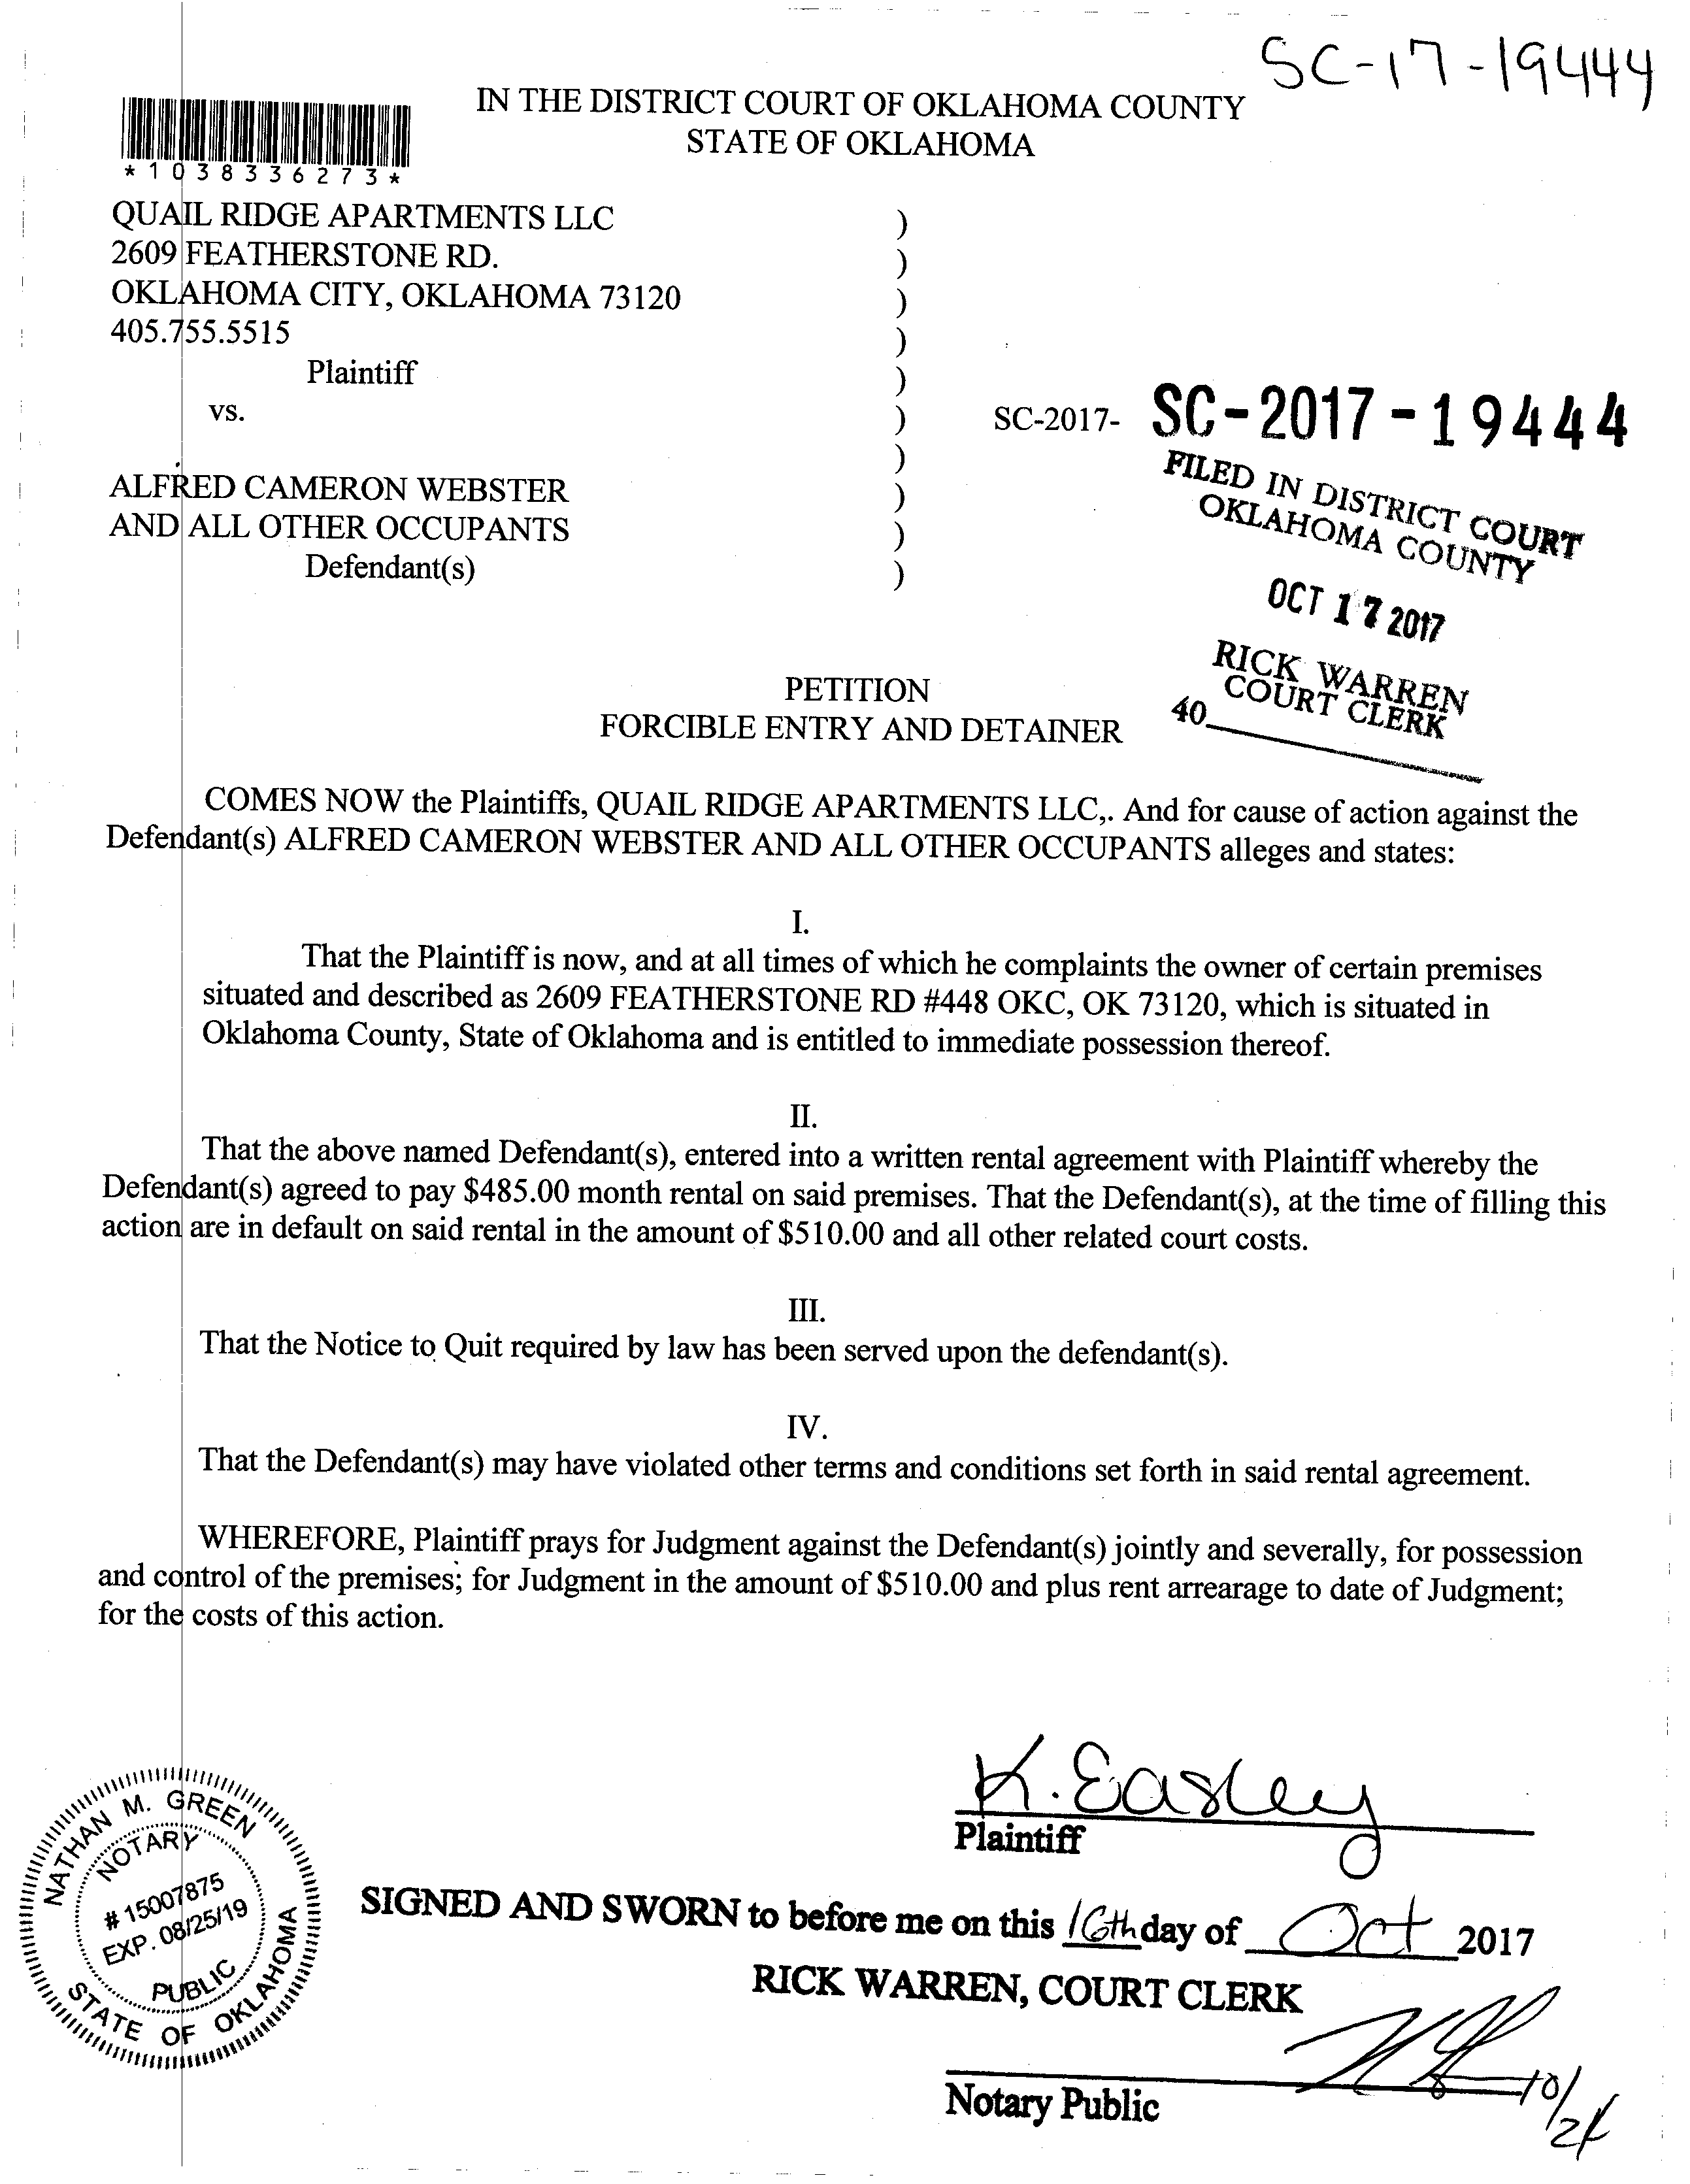 SC-17-19444
IN THE DISTRICT COURT OF OKLAHOMA COUNTY
STATE OF OKLAHOMA
*1038336273*
QUAIL RIDGE APARTMENTS LLC )
2609 FEATHERSTONE RD. )
OKLAHOMA CITY, OKLAHOMA 73120 )
405.755.5515 )
Plaintiff )
vs. ) SC-2017- SC-2017-19444
)
ALFRED CAMERON WEBSTER )
AND ALL OTHER OCCUPANTS )
Defendant(s) )
FILED IN DISTRICT COURT
OKLAHOMA COUNTY
OCT 17 2017
RICK WARREN
COURT CLERK
40
PETITION
FORCIBLE ENTRY AND DETAINER
COMES NOW the Plaintiffs, QUAIL RIDGE APARTMENTS LLC,. And for cause of action against the
Defendant(s) ALFRED CAMERON WEBSTER AND ALL OTHER OCCUPANTS alleges and states:
I.
That the Plaintiff is now, and at all times of which he complaints the owner of certain premises
situated and described as 2609 FEATHERSTONE RD #448 OKC, OK 73120, which is situated in
Oklahoma County, State of Oklahoma and is entitled to immediate possession thereof.
II.
That the above named Defendant(s), entered into a written rental agreement with Plaintiff whereby the
Defendant(s) agreed to pay $485.00 month rental on said premises. That the Defendant(s), at the time of filling this
action are in default on said rental in the amount of $510.00 and all other related court costs.
III.
That the Notice to Quit required by law has been served upon the defendant(s).
IV.
That the Defendant(s) may have violated other terms and conditions set forth in said rental agreement.
WHEREFORE, Plaintiff prays for Judgment against the Defendant(s) jointly and severally, for possession
and control of the premises; for Judgment in the amount of $510.00 and plus rent arrearage to date of Judgment;
for the costs of this action.
K. Easley
Plaintiff
NATHAN M. GREEN
NOTARY
#15007875
EXP. 08/25/19
PUBLIC
STATE OF OKLAHOMA
SIGNED AND SWORN to before me on this 16th day of Oct 2017
RICK WARREN, COURT CLERK
Notary Public